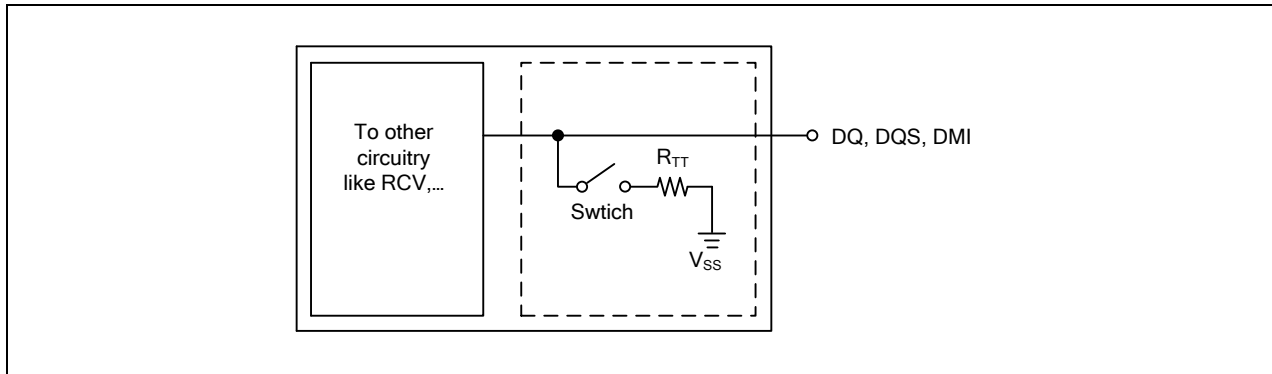 To other
circuitry
like RCV,...
DQ, DQS, DMI
RTT
Swtich
VSS